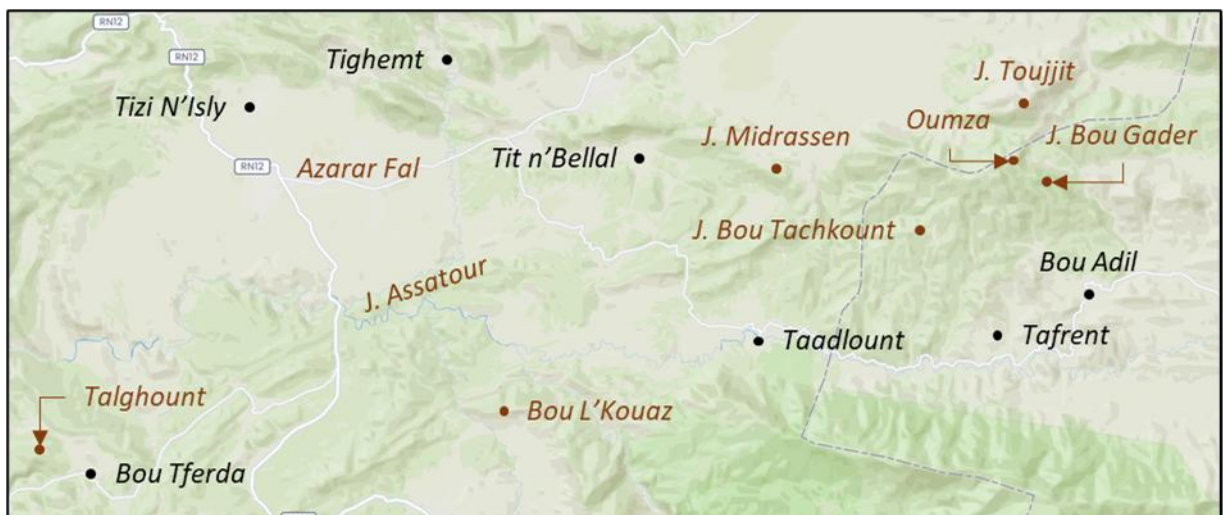 RN12
Tighemt
RN12
J. Toujjit
Tizi N'Isly
Oumza
J. Midrassen
J. Bou Gader
Tit n'Bellal
RN12
Azarar Fal
J. Bou Tachkount
Bou Adil
J. Assatour
Taadlount
Tafrent
Talghount
Bou L'Kouaz
Bou Tferda